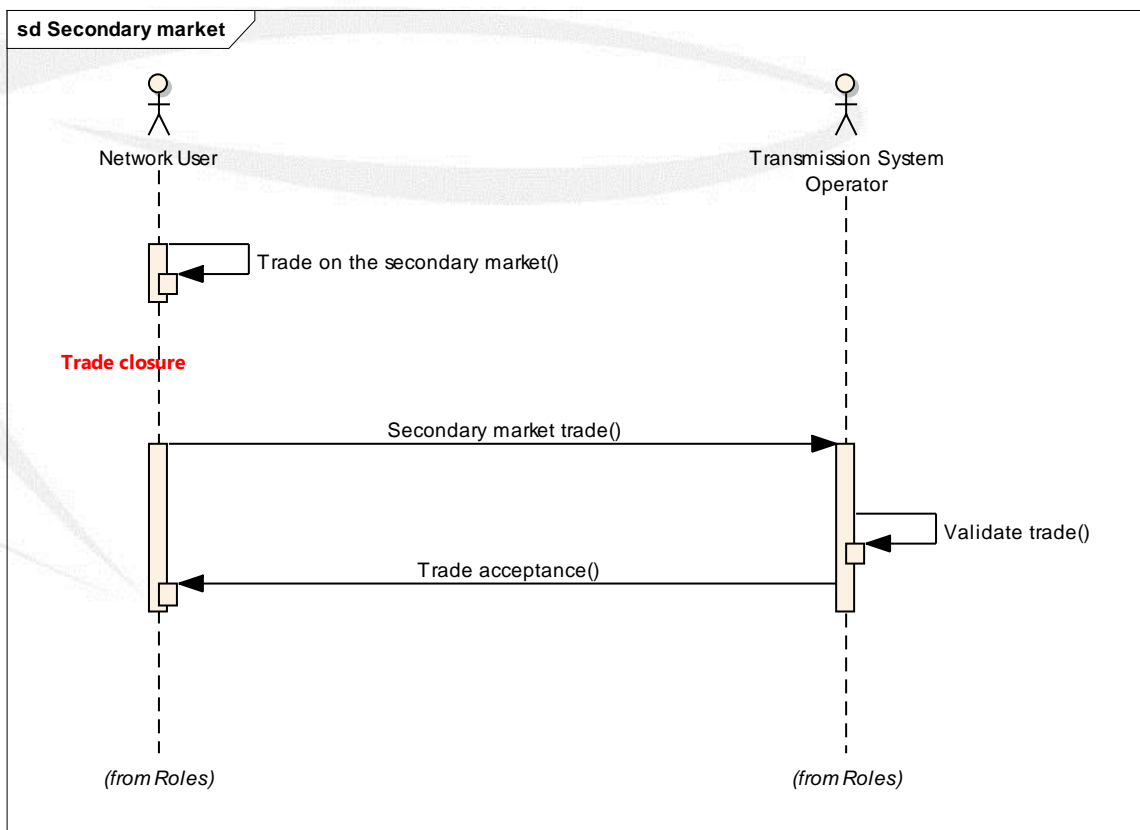 sd Secondary market
Network User
Transmission System
Operator
Trade on the secondary market()
Trade closure
Secondary market trade()
Validate trade()
Trade acceptance()
(from Roles)
(from Roles)